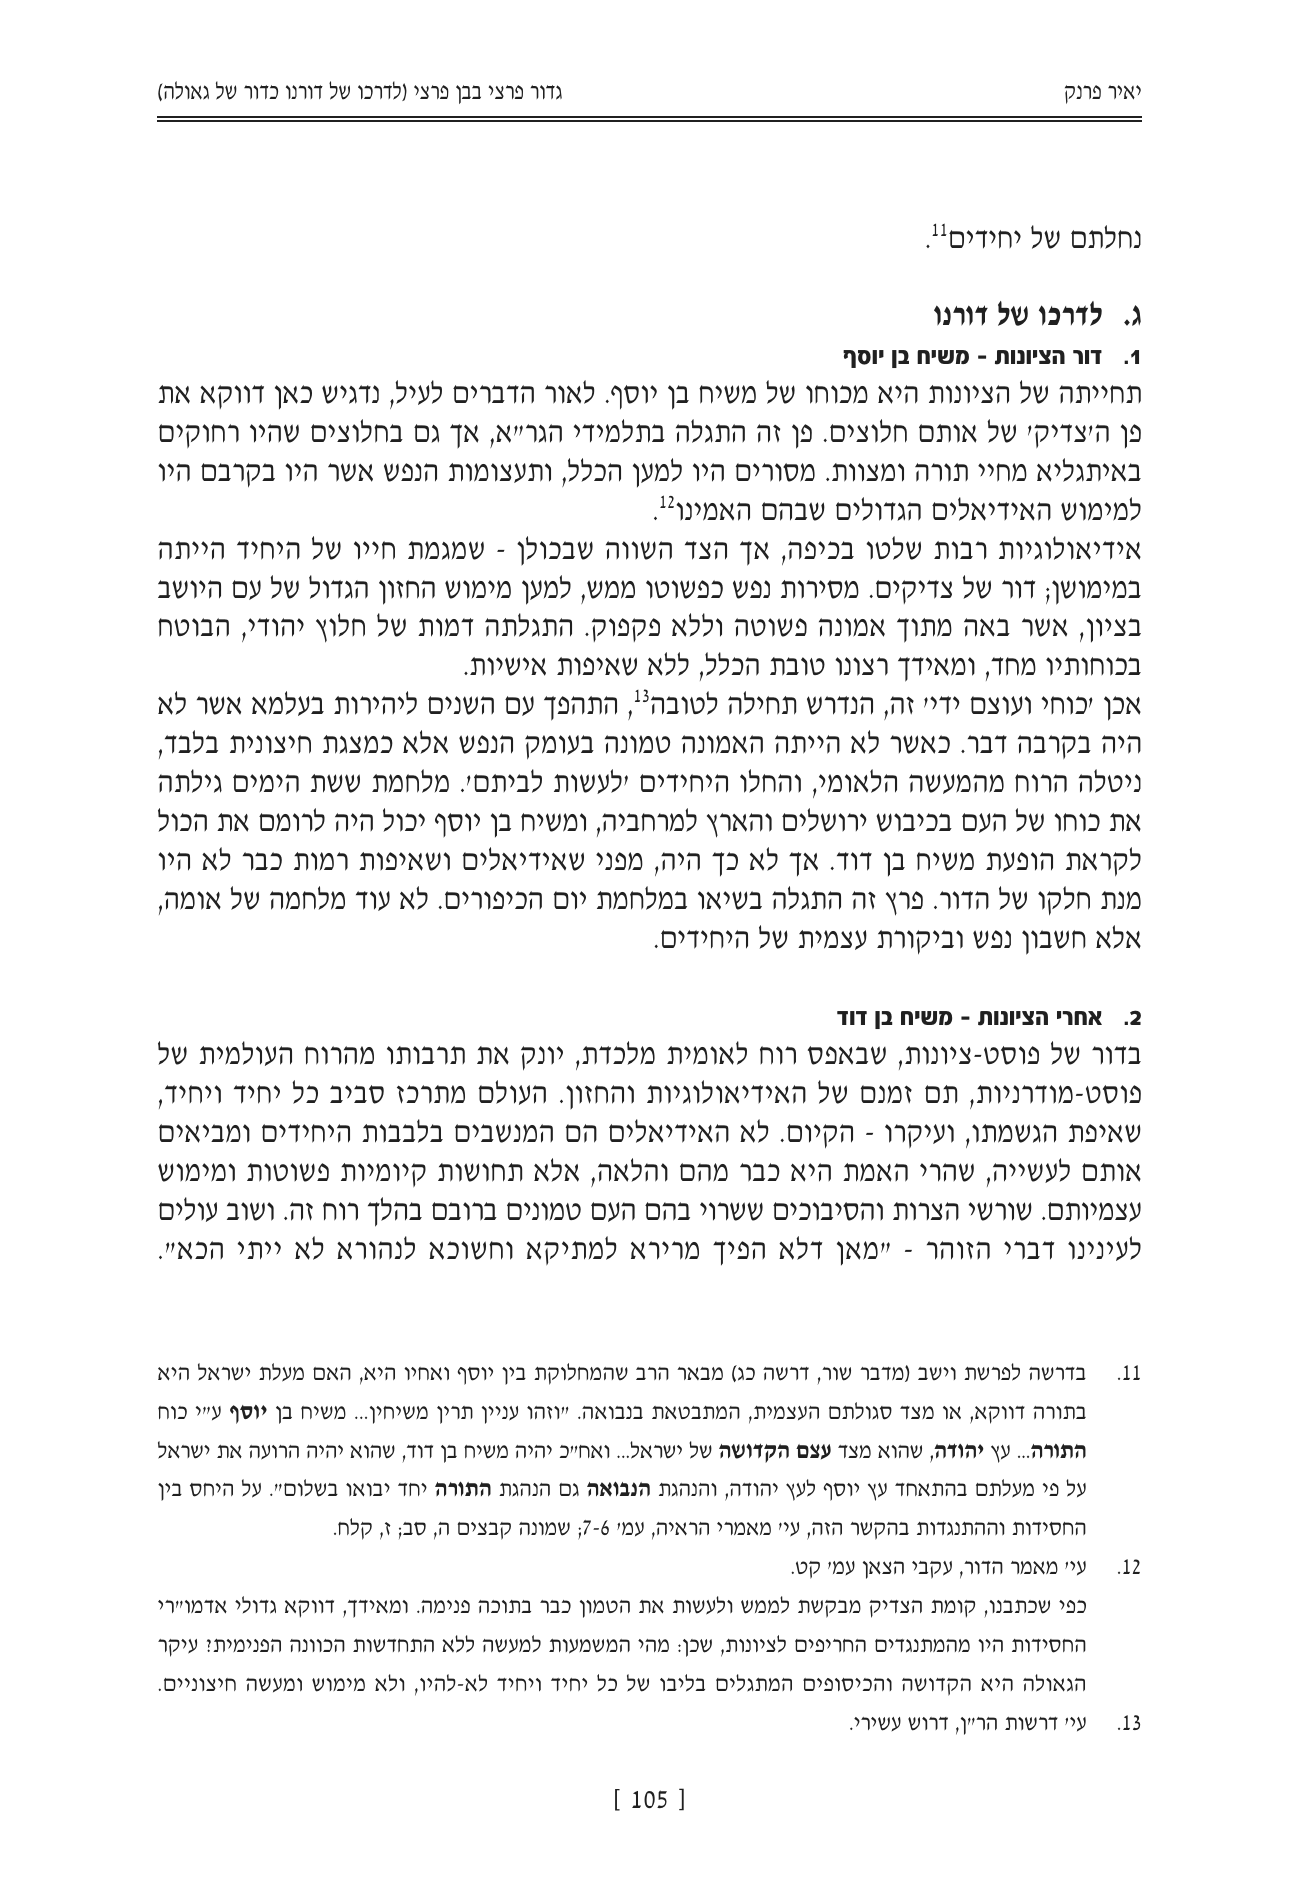 יאיר פרנק
גדור פרצי בבן פרצי (לדרכו של דורנו כדור של גאולה)
נחלתם של יחידים11.
ג. לדרכו של דורנו
1. דור הציונות – משיח בן יוסף
תחייתה של הציונות היא מכוחו של משיח בן יוסף. לאור הדברים לעיל, נדגיש כאן דווקא את
פן ה'צדיק' של אותם חלוצים. פן זה התגלה בתלמידי הגר"א, אך גם בחלוצים שהיו רחוקים
באיתגליא מחיי תורה ומצוות. מסורים היו למען הכלל, ותעצומות הנפש אשר היו בקרבם היו
למימוש האידיאלים הגדולים שבהם האמינו12.
אידיאולוגיות רבות שלטו בכיפה, אך הצד השווה שבכולן - שמגמת חייו של היחיד הייתה
במימושן; דור של צדיקים. מסירות נפש כפשוטו ממש, למען מימוש החזון הגדול של עם היושב
בציון, אשר באה מתוך אמונה פשוטה וללא פקפוק. התגלתה דמות של חלוץ יהודי, הבוטח
בכוחותיו מחד, ומאידך רצונו טובת הכלל, ללא שאיפות אישיות.
אכן 'כוחי ועוצם ידי' זה, הנדרש תחילה לטובה13, התהפך עם השנים ליהירות בעלמא אשר לא
היה בקרבה דבר. כאשר לא הייתה האמונה טמונה בעומק הנפש אלא כמצגת חיצונית בלבד,
ניטלה הרוח מהמעשה הלאומי, והחלו היחידים 'לעשות לביתם'. מלחמת ששת הימים גילתה
את כוחו של העם בכיבוש ירושלים והארץ למרחביה, ומשיח בן יוסף יכול היה לרומם את הכול
לקראת הופעת משיח בן דוד. אך לא כך היה, מפני שאידיאלים ושאיפות רמות כבר לא היו
מנת חלקו של הדור. פרץ זה התגלה בשיאו במלחמת יום הכיפורים. לא עוד מלחמה של אומה,
אלא חשבון נפש וביקורת עצמית של היחידים.
2. אחרי הציונות – משיח בן דוד
בדור של פוסט-ציונות, שבאפס רוח לאומית מלכדת, יונק את תרבותו מהרוח העולמית של
פוסט-מודרניות, תם זמנם של האידיאולוגיות והחזון. העולם מתרכז סביב כל יחיד ויחיד,
שאיפת הגשמתו, ועיקרו - הקיום. לא האידיאלים הם המנשבים בלבבות היחידים ומביאים
אותם לעשייה, שהרי האמת היא כבר מהם והלאה, אלא תחושות קיומיות פשוטות ומימוש
עצמיותם. שורשי הצרות והסיבוכים ששרוי בהם העם טמונים ברובם בהלך רוח זה. ושוב עולים
לעינינו דברי הזוהר - "מאן דלא הפיך מרירא למתיקא וחשוכא לנהורא לא ייתי הכא".
11. בדרשה לפרשת וישב (מדבר שור, דרשה כג) מבאר הרב שהמחלוקת בין יוסף ואחיו היא, האם מעלת ישראל היא
בתורה דווקא, או מצד סגולתם העצמית, המתבטאת בנבואה. "וזהו עניין תרין משיחין... משיח בן יוסף ע"י כוח
התורה... עץ יהודה, שהוא מצד עצם הקדושה של ישראל... ואח"כ יהיה משיח בן דוד, שהוא יהיה הרועה את ישראל
על פי מעלתם בהתאחד עץ יוסף לעץ יהודה, והנהגת הנבואה גם הנהגת התורה יחד יבואו בשלום". על היחס בין
החסידות וההתנגדות בהקשר הזה, עי' מאמרי הראיה, עמ' 7-6; שמונה קבצים ה, סב; ז, קלח.
12. עי' מאמר הדור, עקבי הצאן עמ' קט.
כפי שכתבנו, קומת הצדיק מבקשת לממש ולעשות את הטמון כבר בתוכה פנימה. ומאידך, דווקא גדולי אדמו"רי
החסידות היו מהמתנגדים החריפים לציונות, שכן: מהי המשמעות למעשה ללא התחדשות הכוונה הפנימית? עיקר
הגאולה היא הקדושה והכיסופים המתגלים בליבו של כל יחיד ויחיד לא-להיו, ולא מימוש ומעשה חיצוניים.
13. עי' דרשות הר"ן, דרוש עשירי.
[ 105 ]